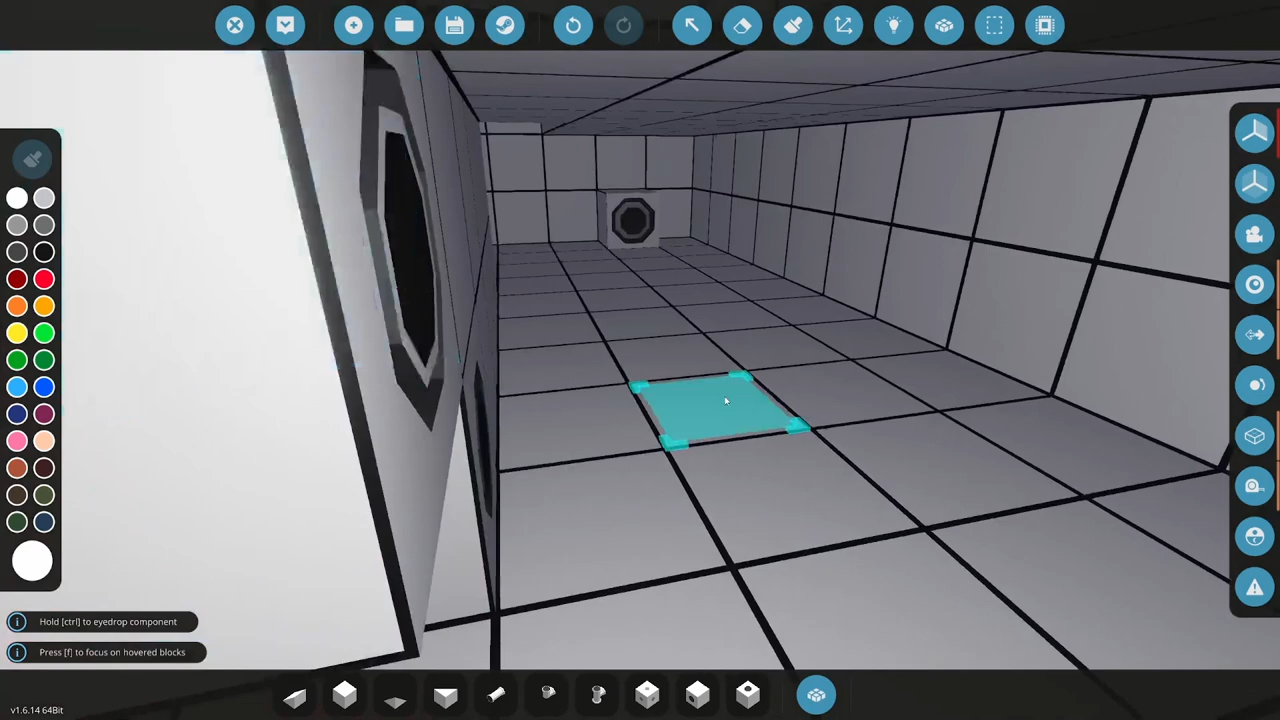 Hold [ctrl] to eyedrop component
Press [f] to focus on hovered blocks
v1.6.14 64Bit